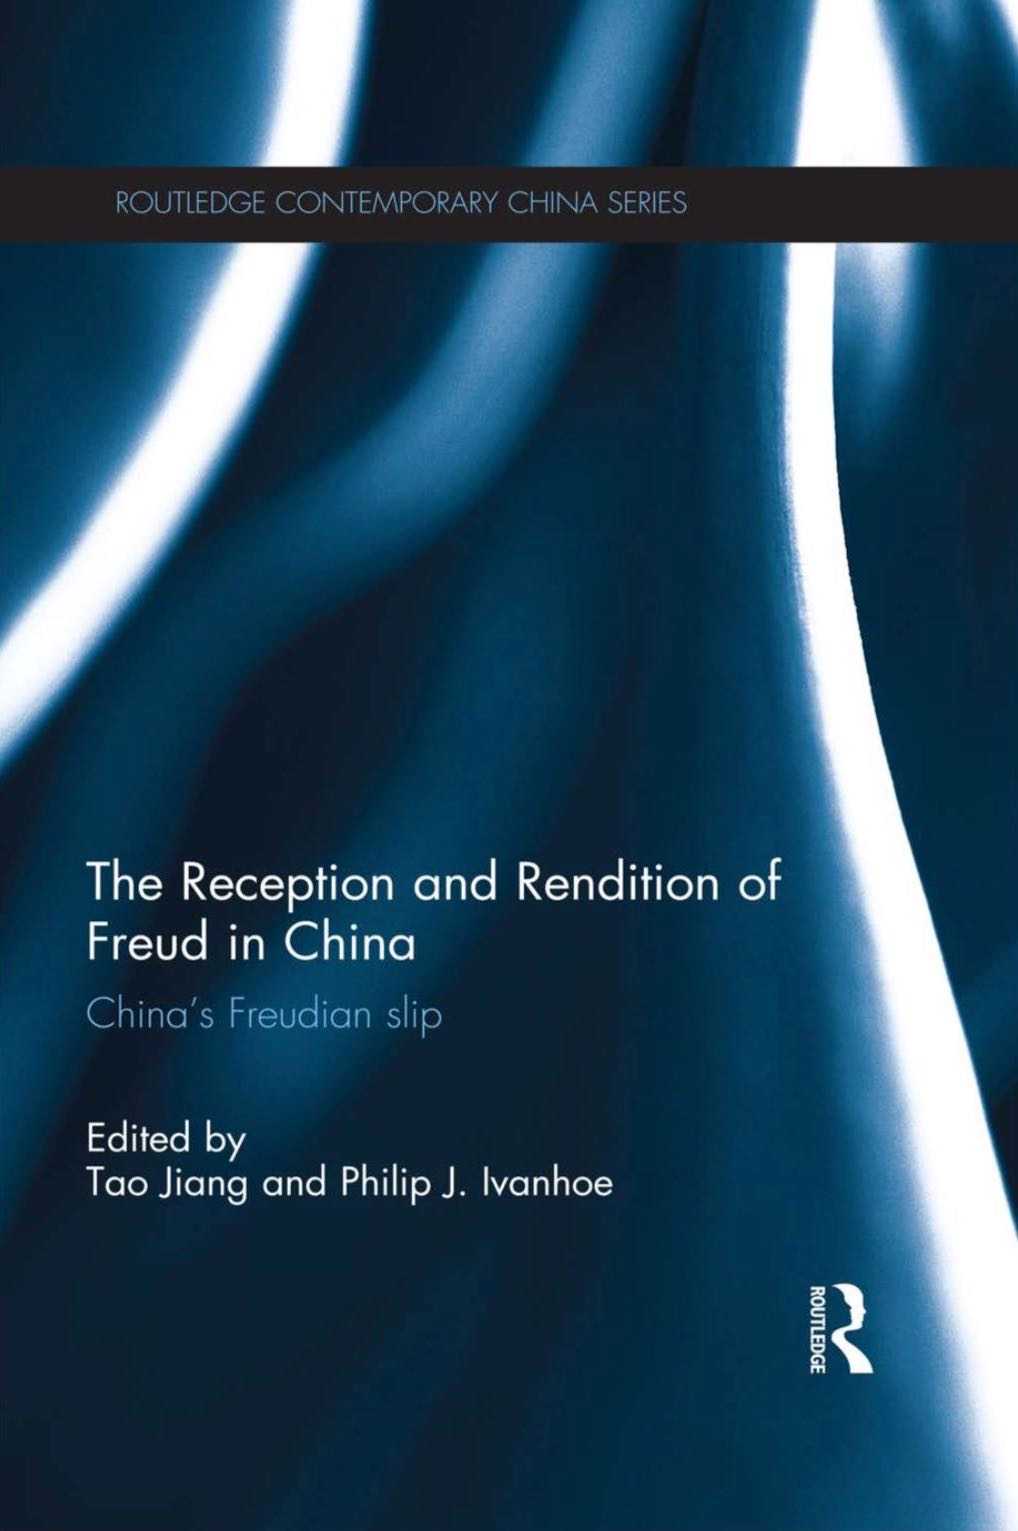 ROUTLEDGE CONTEMPORARY CHINA SERIES
The Reception and Rendition of
Freud in China
China's Freudian slip
Edited by
Tao Jiang and Philip J. Ivanhoe
ROUTLEDGE